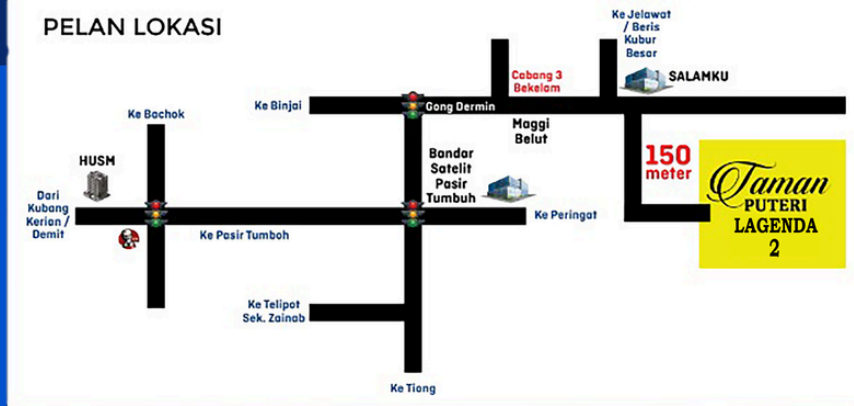 PELAN LOKASI
Ke Jelawat
/ Beris
Kubur
Besar
Cabang 3
Bekelam
SALAMKU
Ke Binjai
Gong Dermin
Ke Bachok
Maggi
Belut
HUSM
Bandar
Satelit
Pasir
Tumbuh
150
meter
Taman
PUTERI
LAGENDA
2
Dari
Kubang
Kerian /
Demit
Ke Peringat
Ke Pasir Tumboh
Ke Telipot
Sek. Zainab
Ke Tiong